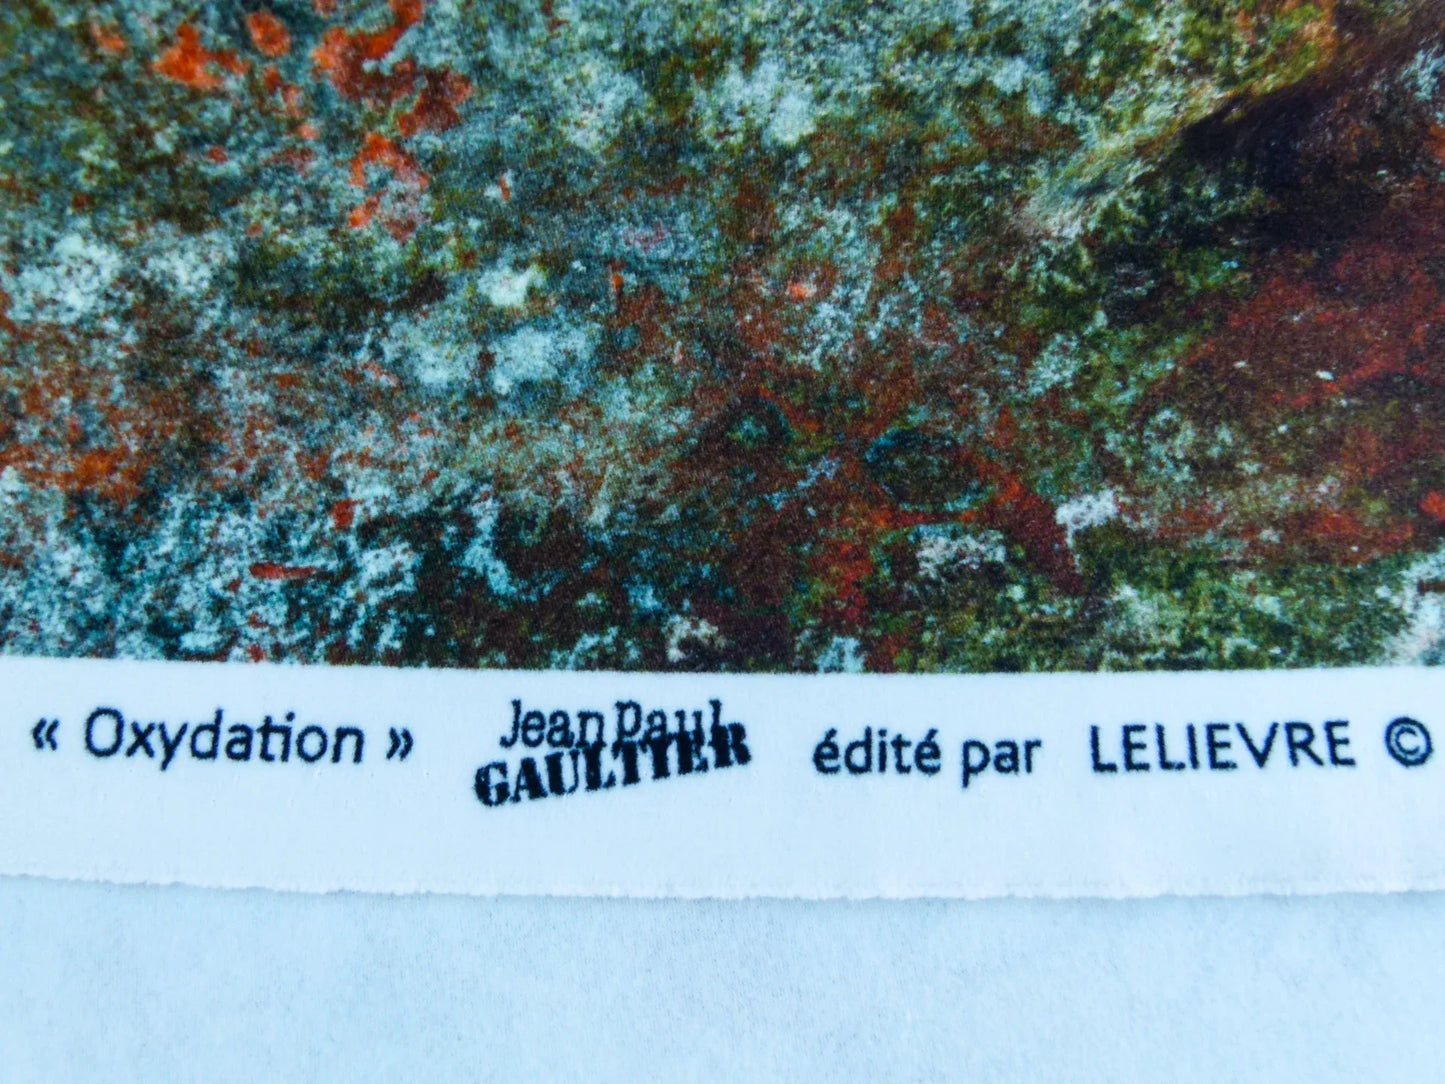 « Oxydation » Jean Paul GAULTIER édité par LELIEVRE ©